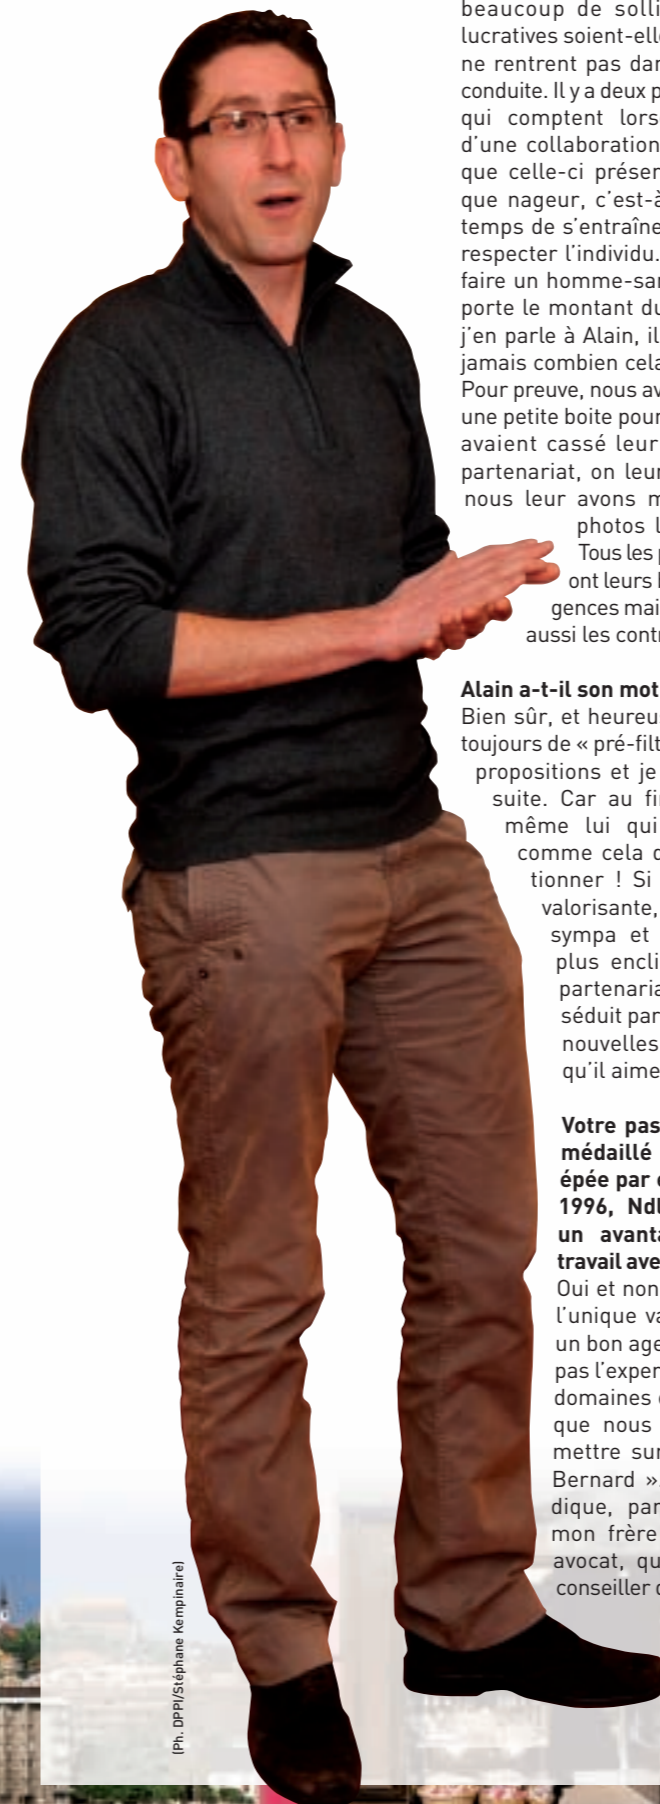 beaucoup de solli
lucratives soient-elle
ne rentrent pas dar
conduite. Il y a deux p
qui comptent lors
d'une collaboration
que celle-ci préser
que nageur, c'est-à
temps de s'entraîne
respecter l'individu.
faire un homme-sar
porte le montant du
j'en parle à Alain, il
jamais combien cela
Pour preuve, nous av
une petite boite pour
avaient cassé leur
partenariat, on leur
nous leur avons m
photos l
Tous les p
ont leurs l
gences mai
aussi les contr
Alain a-t-il son mot
Bien sûr, et heureu
toujours de « pré-filt
propositions et je
suite. Car au fir
même lui qui
comme cela c
tionner ! Si
valorisante,
sympa et
plus encli
partenaria
séduit par
nouvelles
qu'il aime
Votre pas
médaillé
épée par é
1996, Ndl
un avanta
travail ave
Oui et non
l'unique va
un bon age
pas l'exper
domaines d
que nous
mettre sur
Bernard ».
dique, par
mon frère
avocat, qu
conseiller d
(Ph. DPPI/Stéphane Kempinaire)